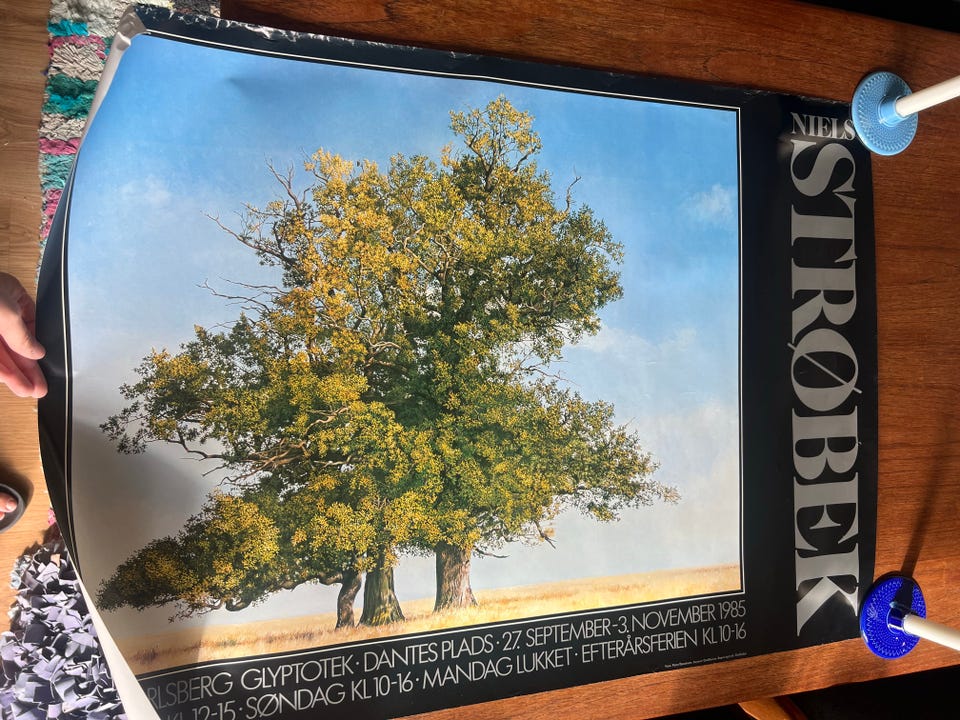 NIELS
STRØBEK
RLSBERG GLYPTOTEK · DANTES PLADS · 27. SEPTEMBER - 3. NOVEMBER 1985
KL 12-15 · SØNDAG KL 10-16 · MANDAG LUKKET · EFTERÅRSFERIEN KL 10-16